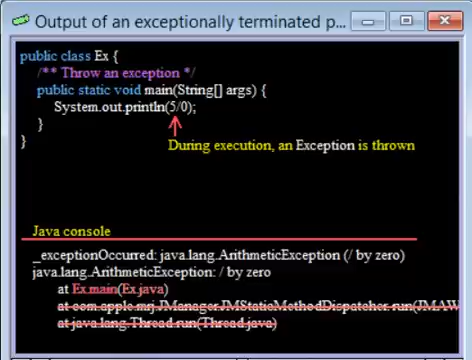 Output of an exceptionally terminated p...
public class Ex {
/** Throw an exception */
public static void main(String[] args) {
System.out.println(5/0);
}
}
During execution, an Exception is thrown
Java console
_exceptionOccurred: java.lang.ArithmeticException (/ by zero)
java.lang.ArithmeticException: / by zero
at Ex.main(Ex.java)
at com.apple.mrj.JManager.JMStaticMethodDispatcher.run(JMAW
at java.lang.Thread.run(Thread.java)